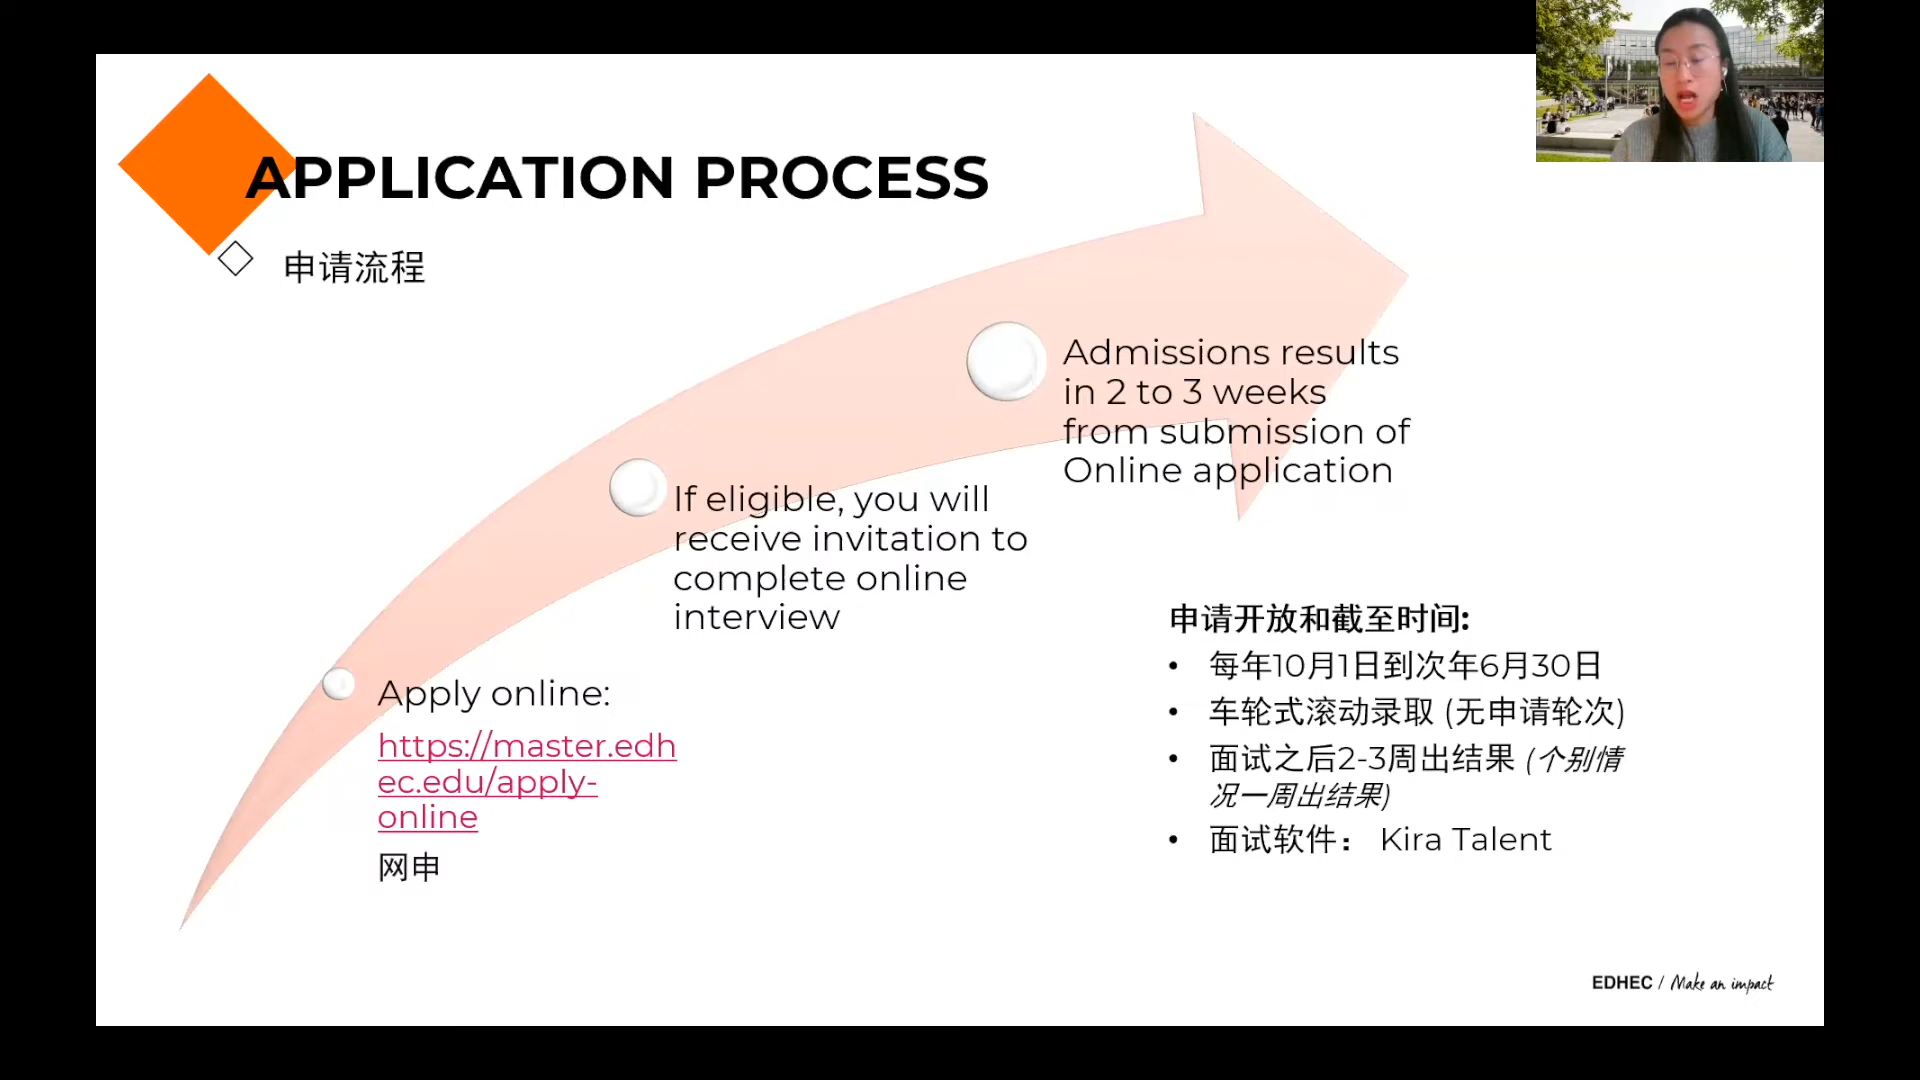 APPLICATION PROCESS
申请流程
Admissions results
in 2 to 3 weeks
from submission of
Online application
If eligible, you will
receive invitation to
complete online
interview
Apply online:
https://master.edh
ec.edu/apply-
online
网申
申请开放和截至时间:
• 每年10月1日到次年6月30日
• 车轮式滚动录取 (无申请轮次)
• 面试之后2-3周出结果 (个别情
况一周出结果)
• 面试软件： Kira Talent
EDHEC / Make an impact